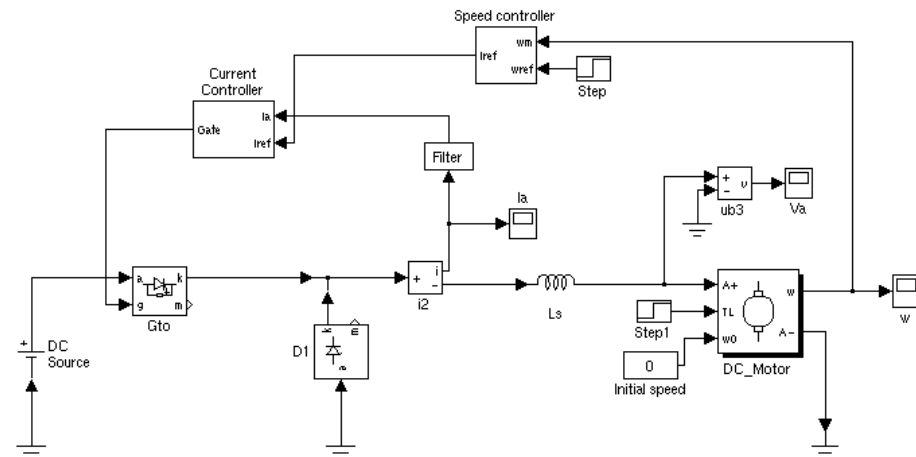 Speed controller
wm
Iref
wref
Step
Current
Controller
Ia
Gate
Iref
Filter
Ia
+
-
v
ub3
Va
a
k
g
m
Gto
+
i
-
i2
Ls
A+
w
TL
A-
w0
DC_Motor
w
Step1
0
Initial speed
+
DC
Source
D1
k
m
a